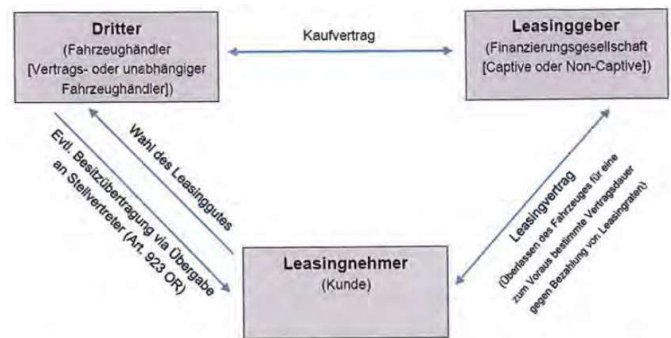 Dritter
(Fahrzeughändler
[Vertrags- oder unabhängiger
Fahrzeughändler])
Kaufvertrag
Leasinggeber
(Finanzierungsgesellschaft
[Captive oder Non-Captive])
Wahl des Leasinggutes
Evtl. Besitzübertragung via Übergabe
an Stellvertreter (Art. 923 OR)
Leasingvertrag
(Überlassen des Fahrzeuges für eine
zum Voraus bestimmte Vertragsdauer
gegen Bezahlung von Leasingraten)
Leasingnehmer
(Kunde)